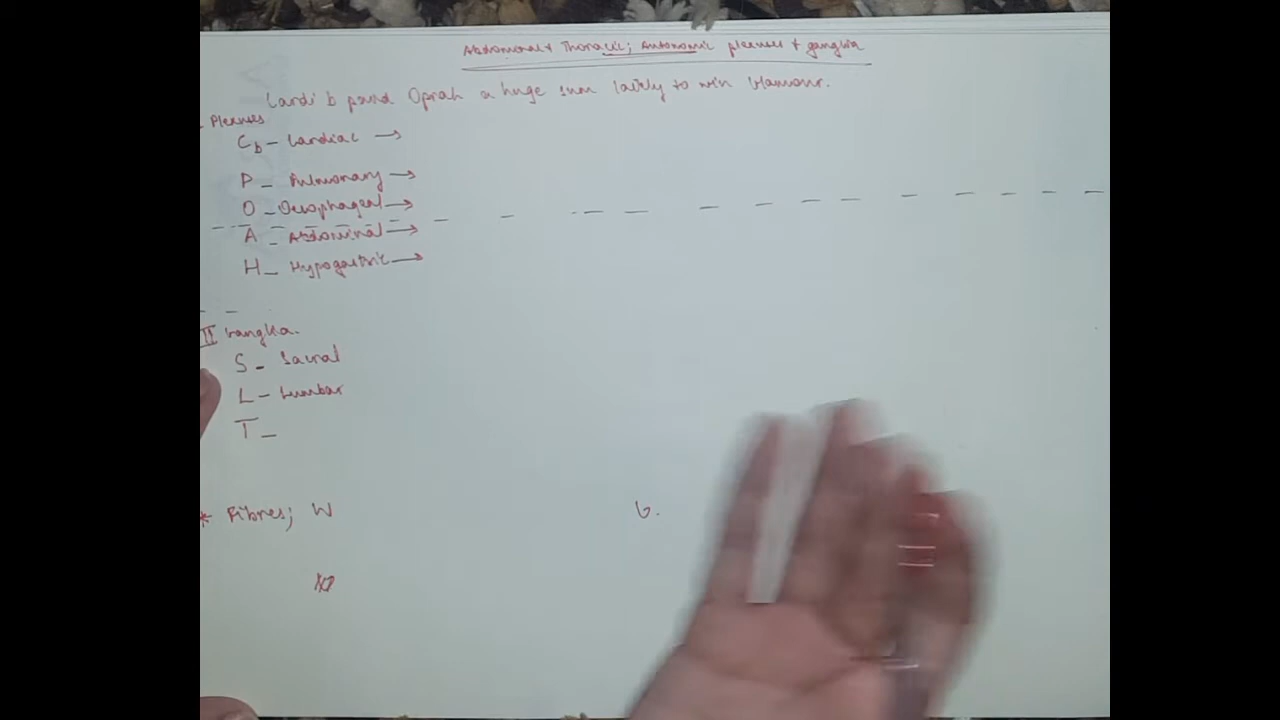 Abdominal + Thoracic; Autonomic plexuses + ganglia
Cardi b paid Oprah a huge sum lately to win glamour.
Plexuses
Cb - Cardiac →
P - Pulmonary →
O - Oesophageal →
A - Abdominal →
H - Hypogastric →
II Ganglia.
S - Sacral
L - Lumbar
T -
* Fibres; W G.